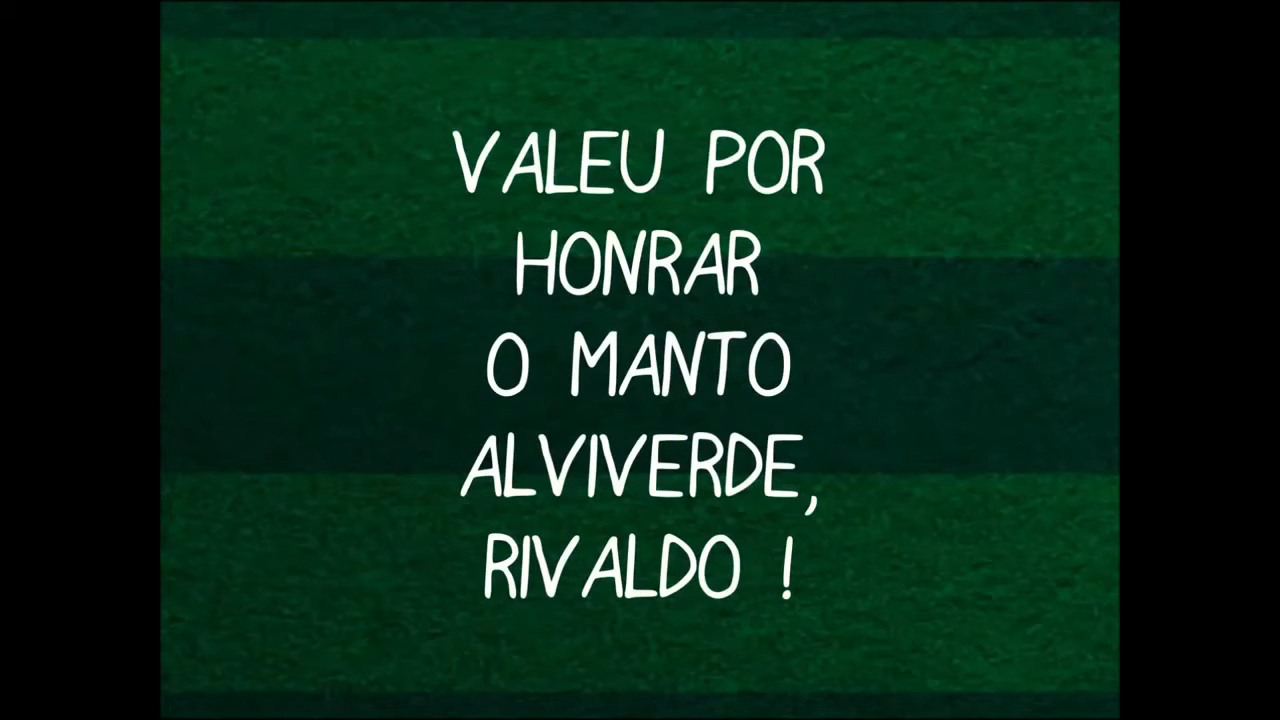 VALEU POR
HONRAR
O MANTO
ALVIVERDE,
RIVALDO !